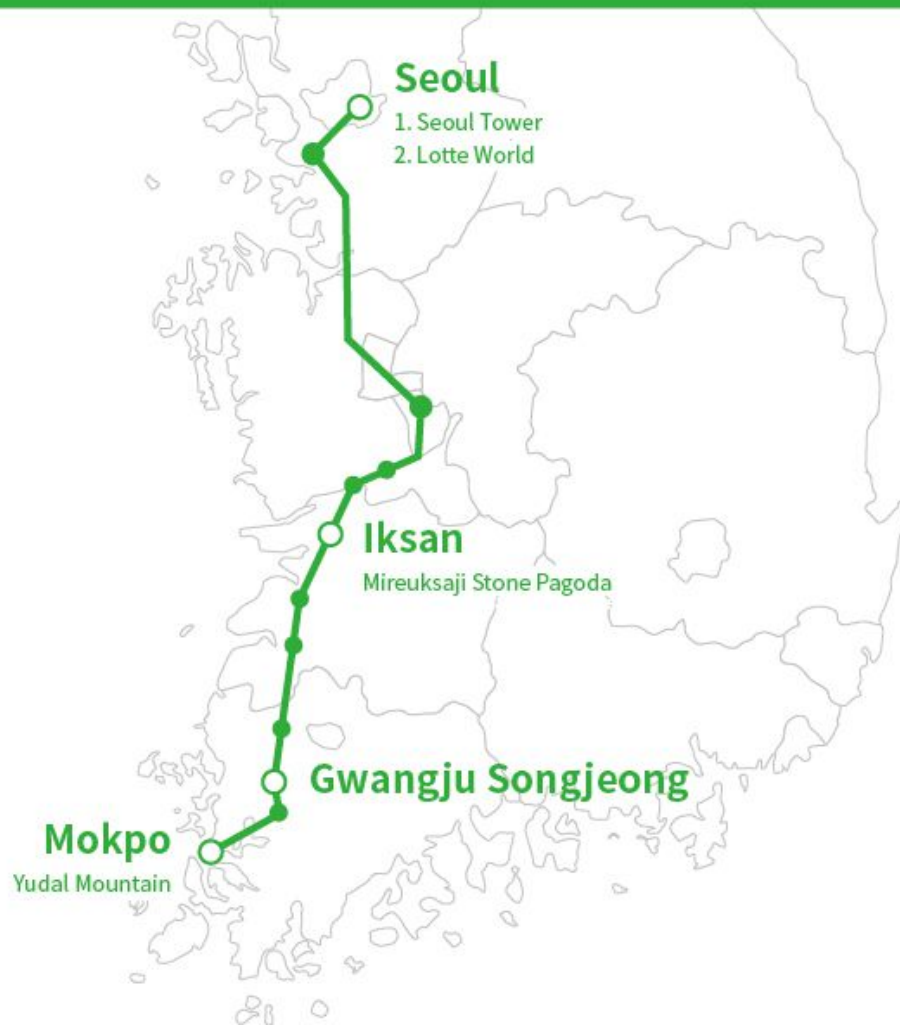 Seoul
1. Seoul Tower
2. Lotte World
Iksan
Mireuksaji Stone Pagoda
Gwangju Songjeong
Mokpo
Yudal Mountain